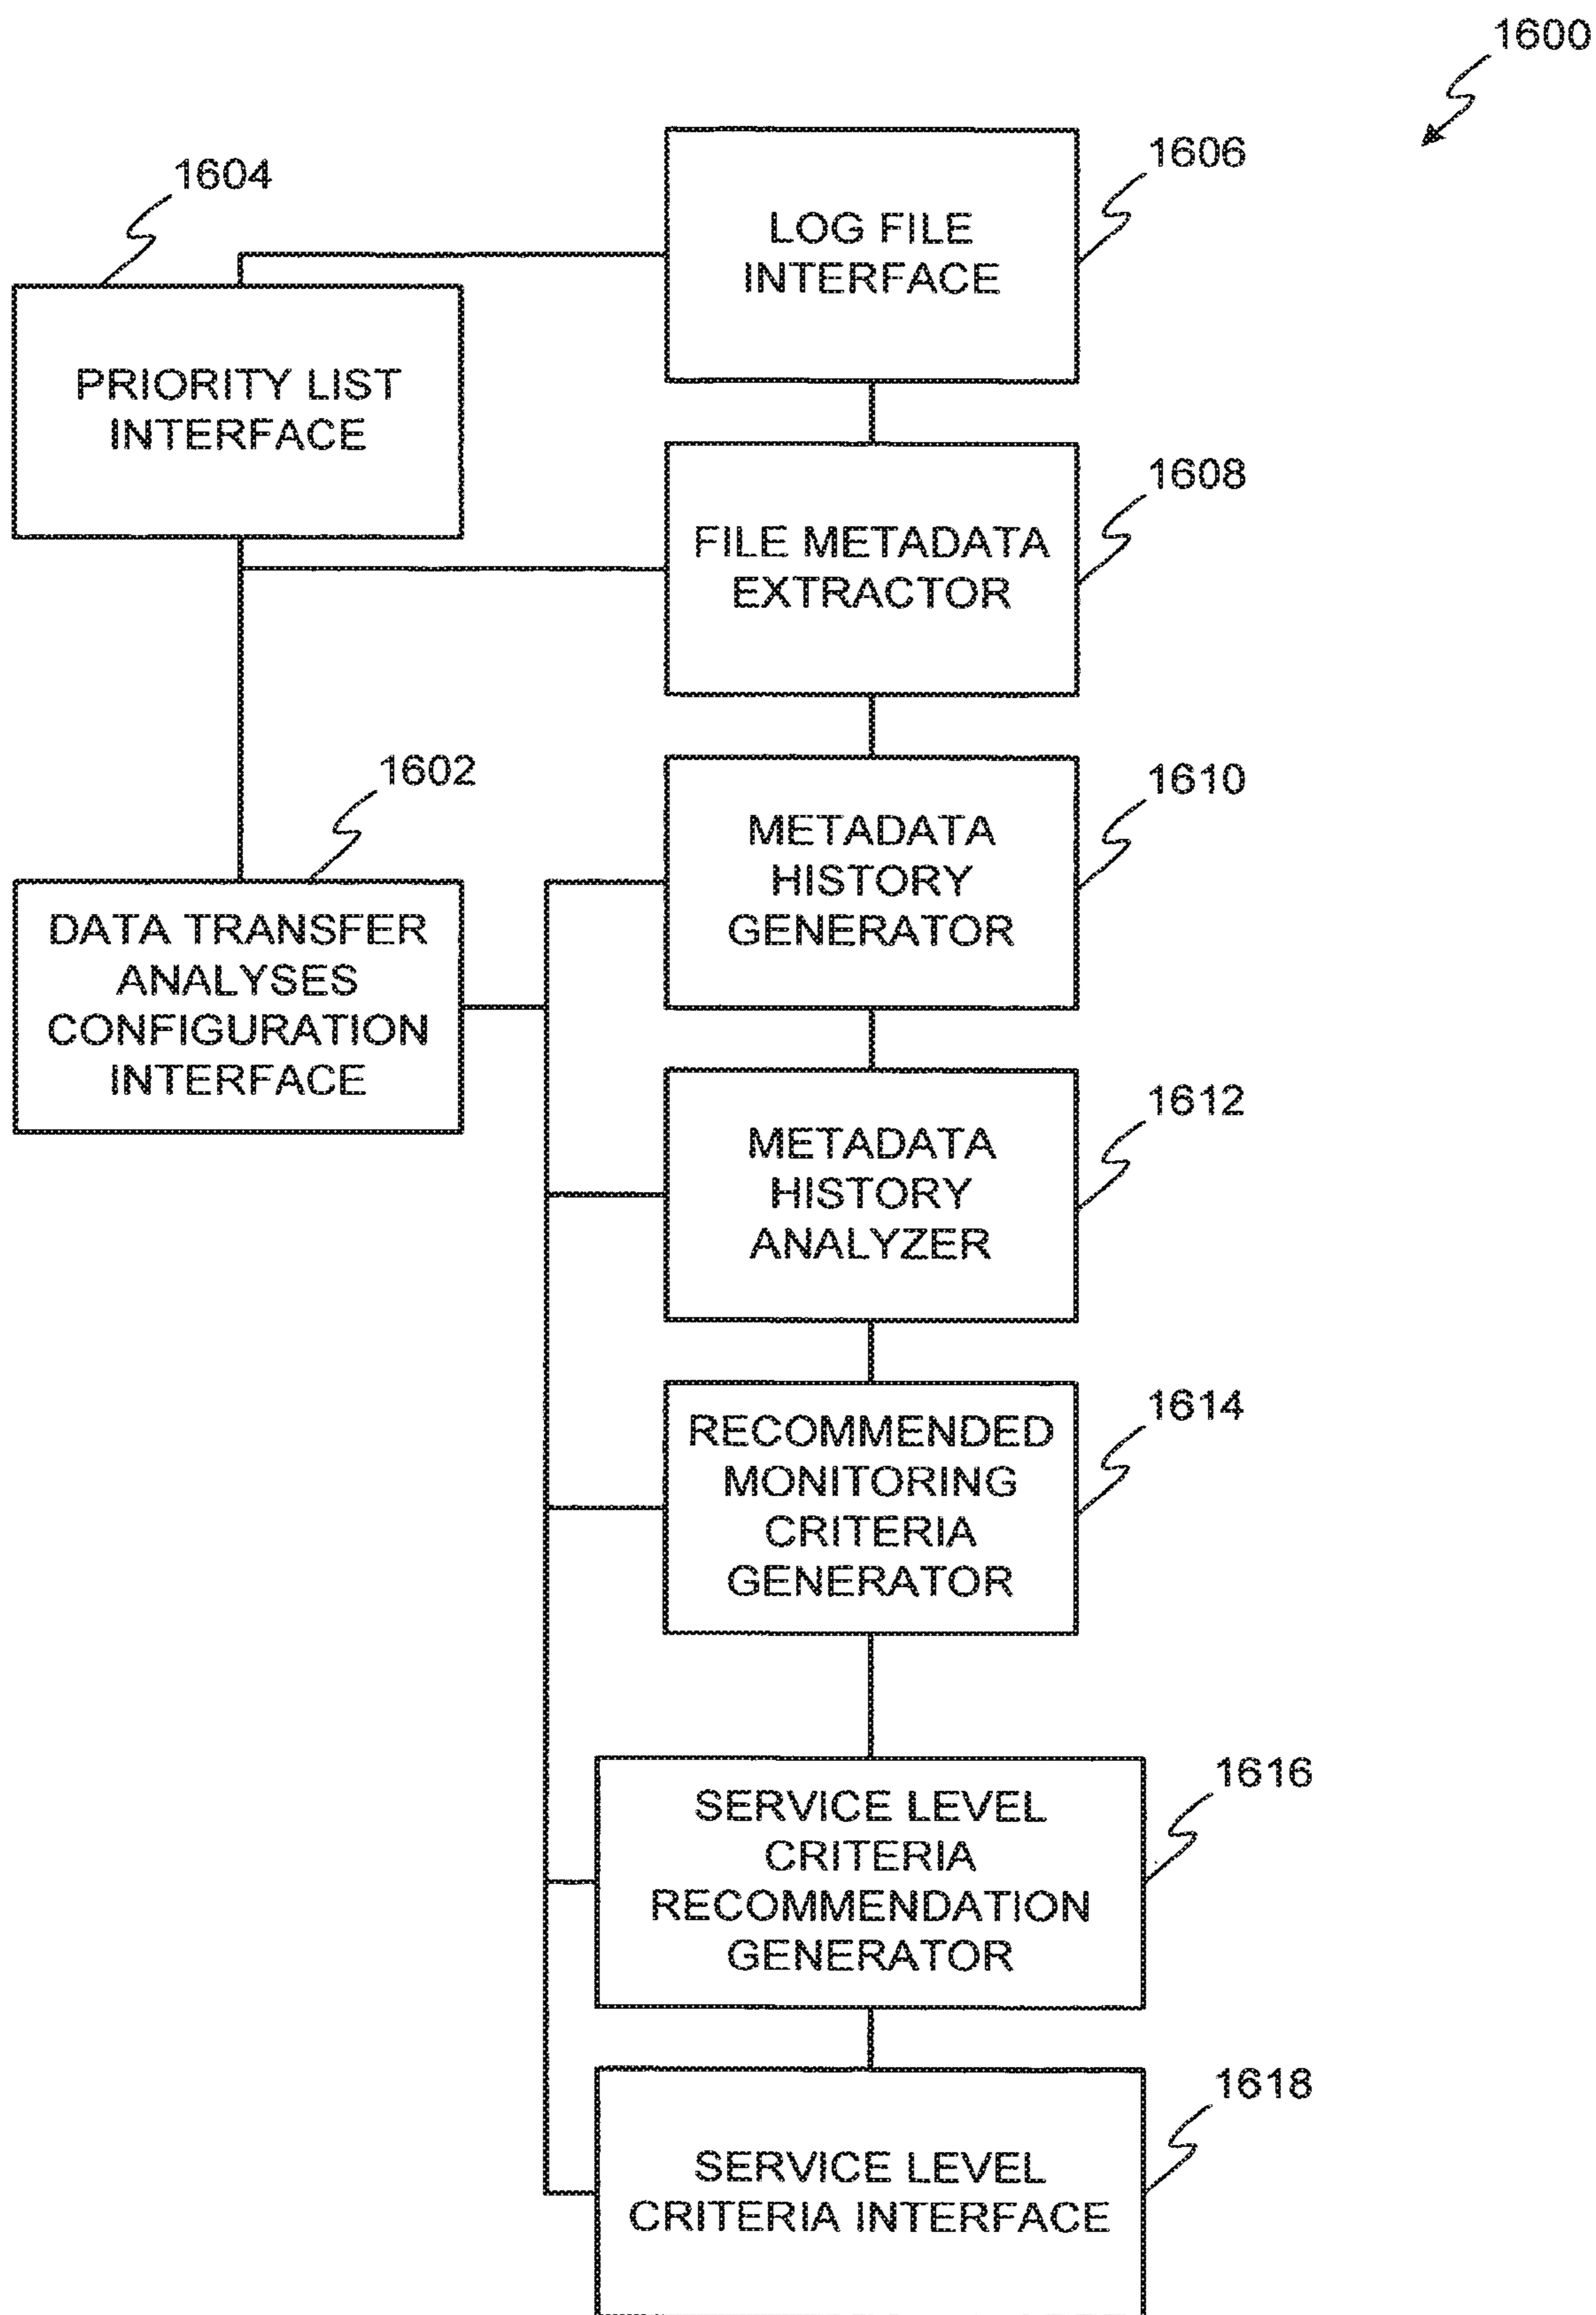 1600
1604
1606
LOG FILE
INTERFACE
PRIORITY LIST
INTERFACE
1608
FILE METADATA
EXTRACTOR
1602
1610
METADATA
HISTORY
GENERATOR
DATA TRANSFER
ANALYSES
CONFIGURATION
INTERFACE
1612
METADATA
HISTORY
ANALYZER
1614
RECOMMENDED
MONITORING
CRITERIA
GENERATOR
1616
SERVICE LEVEL
CRITERIA
RECOMMENDATION
GENERATOR
1618
SERVICE LEVEL
CRITERIA INTERFACE